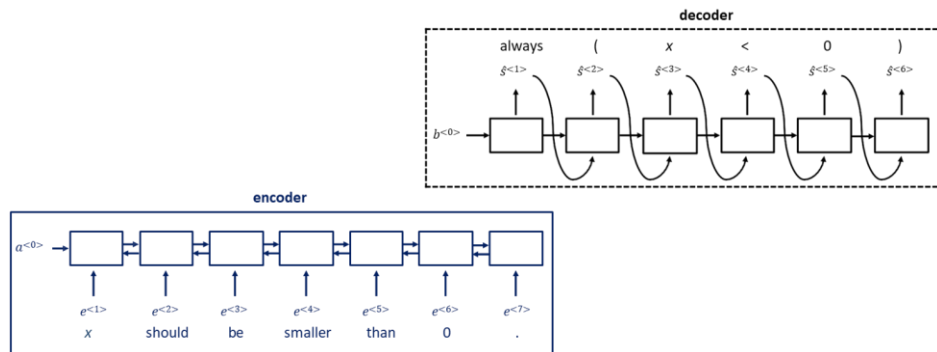 decoder
always ( x < 0 )
ŝ<1> ŝ<2> ŝ<3> ŝ<4> ŝ<5> ŝ<6>
b<0>
encoder
a<0>
e<1> e<2> e<3> e<4> e<5> e<6> e<7>
x should be smaller than 0 .